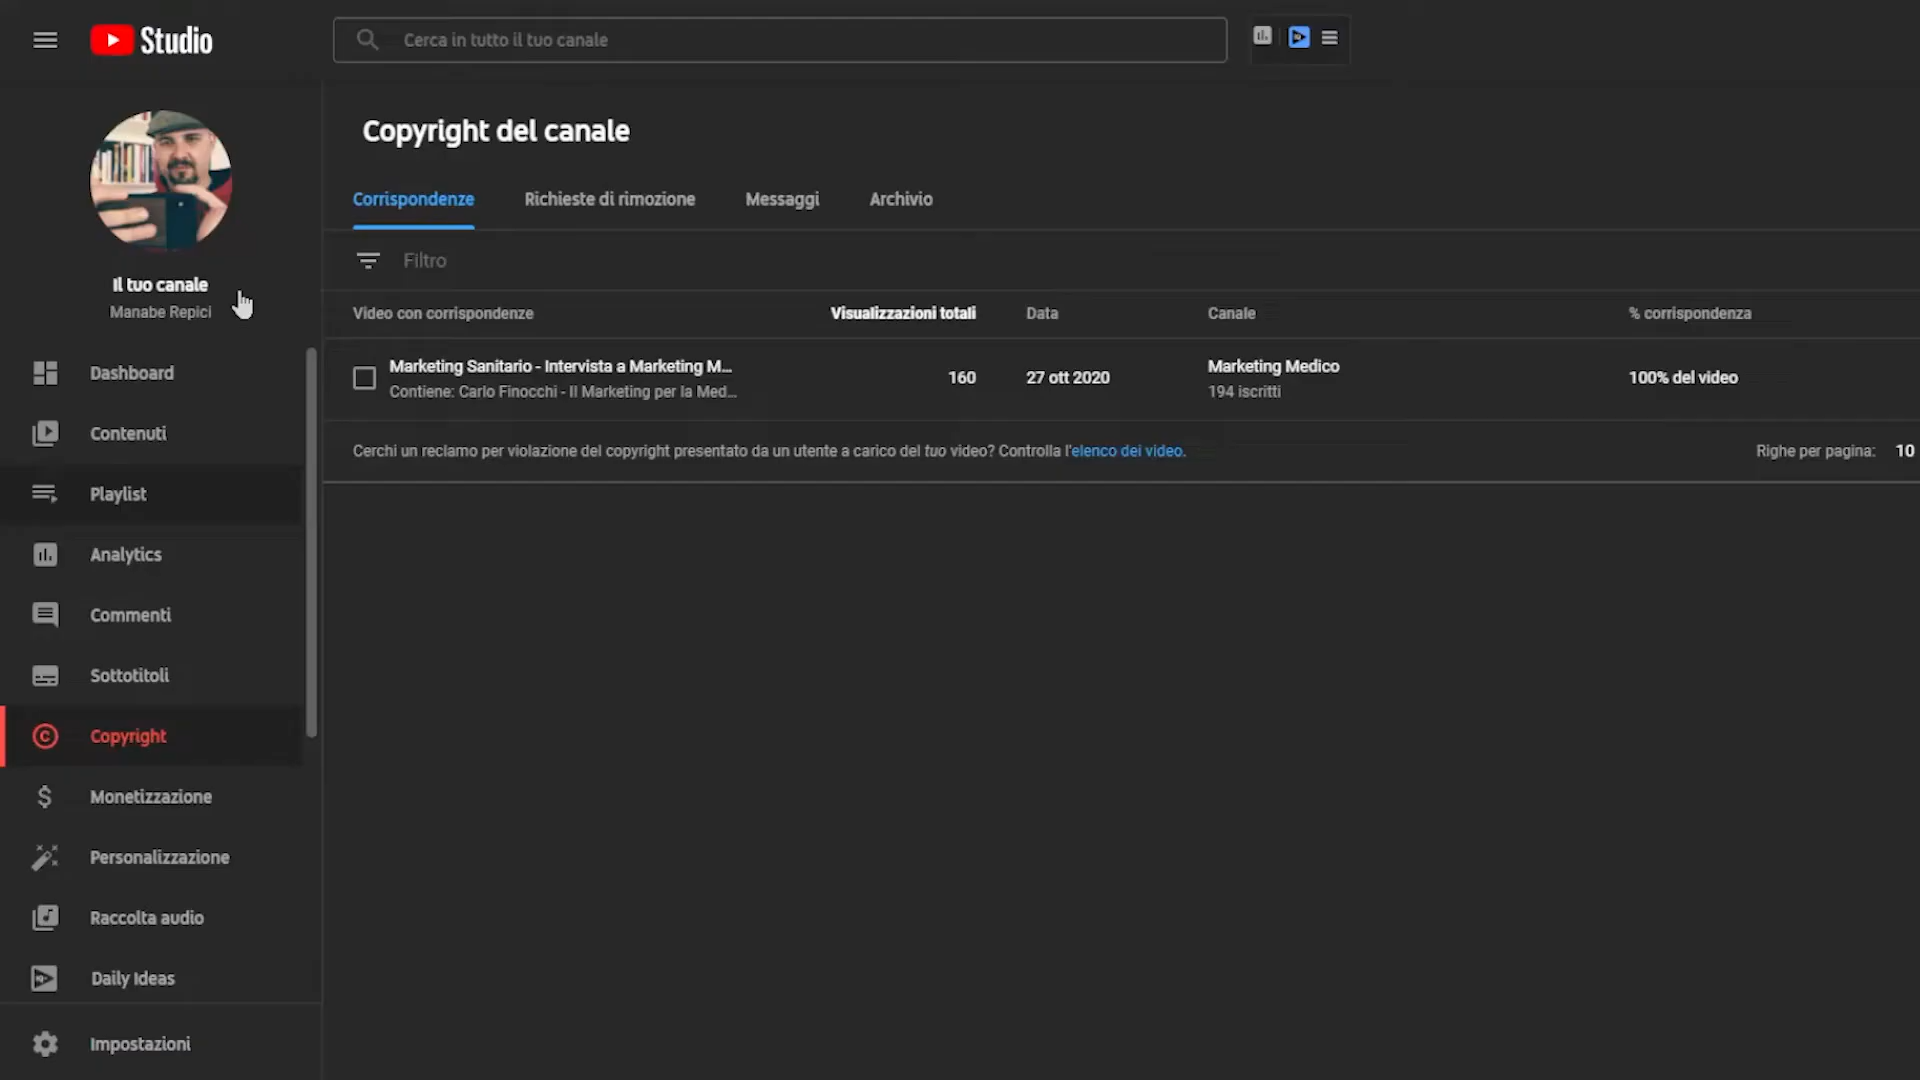 Studio
Cerca in tutto il tuo canale
Il tuo canale
Manabe Repici
Dashboard
Contenuti
Playlist
Analytics
Commenti
Sottotitoli
Copyright
Monetizzazione
Personalizzazione
Raccolta audio
Daily Ideas
Impostazioni
Copyright del canale
Corrispondenze Richieste di rimozione Messaggi Archivio
Filtro
Video con corrispondenze Visualizzazioni totali Data Canale % corrispondenza
Marketing Sanitario - Intervista a Marketing M... 160 27 ott 2020 Marketing Medico 100% del video
Contiene: Carlo Finocchi - Il Marketing per la Med... 194 iscritti
Cerchi un reclamo per violazione del copyright presentato da un utente a carico del tuo video? Controlla l'elenco dei video. Righe per pagina: 10